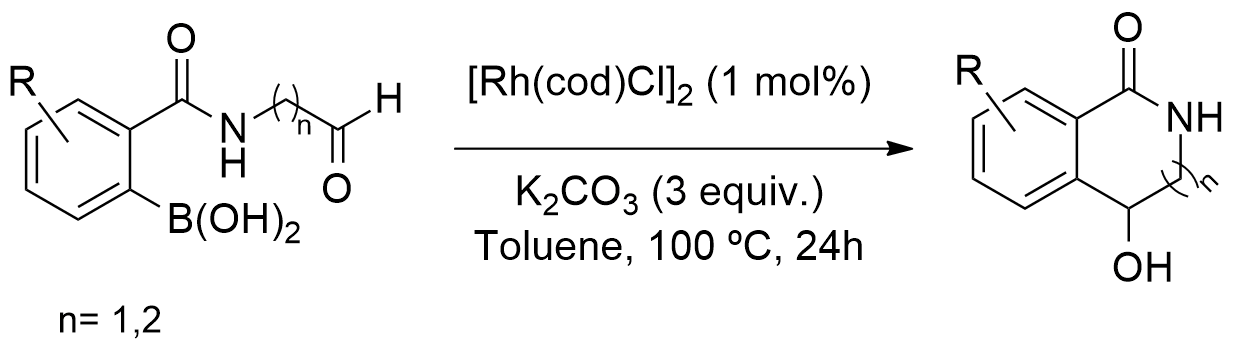 O
R
H
( )n
N
H
O
B(OH)2
n= 1,2
[Rh(cod)Cl]2 (1 mol%)
K2CO3 (3 equiv.)
Toluene, 100 ºC, 24h
O
R
NH
( )n
OH